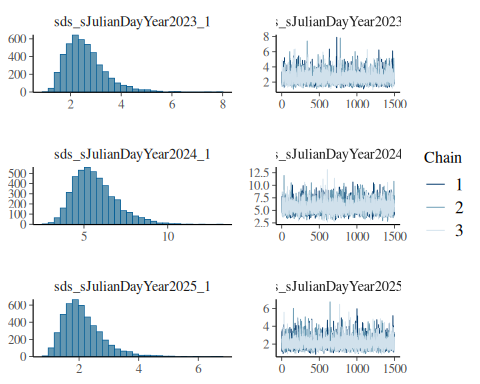 sds_sJulianDayYear2023_1
s_sJulianDayYear2023
600
400
200
0
2 4 6 8
8
6
4
2
0 500 1000 1500
sds_sJulianDayYear2024_1
s_sJulianDayYear2024
500
400
300
200
100
0
5 10
12.5
10.0
7.5
5.0
2.5
0 500 1000 1500
Chain
1
2
3
sds_sJulianDayYear2025_1
s_sJulianDayYear2025
600
400
200
0
2 4 6
6
4
2
0 500 1000 1500